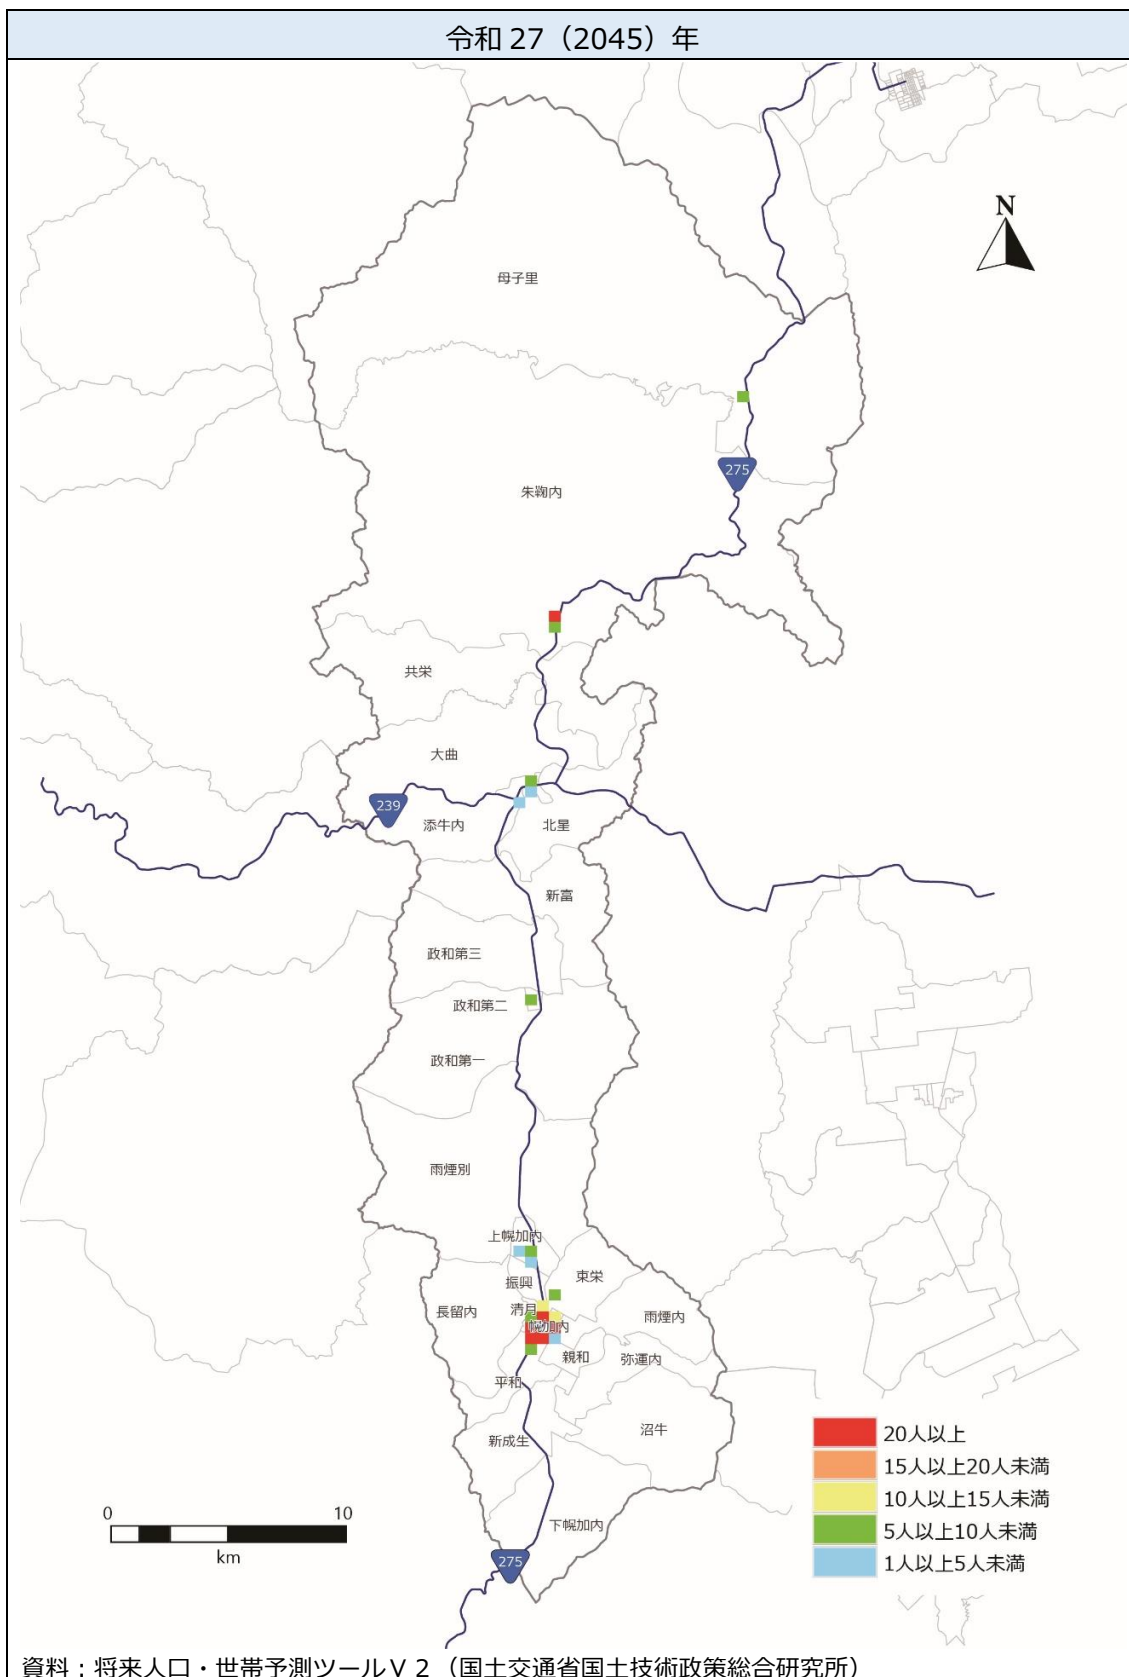 令和 27（2045）年
N
母子里
275
朱鞠内
共栄
大曲
239
添牛内
北星
新富
政和第三
政和第二
政和第一
雨煙別
上幌加内
振興
東栄
長留内
清月
雨煙内
幌加内
親和
弥運内
平和
沼牛
新成生
下幌加内
275
0 10
km
20人以上
15人以上20人未満
10人以上15人未満
5人以上10人未満
1人以上5人未満
資料：将来人口・世帯予測ツールＶ２（国土交通省国土技術政策総合研究所）